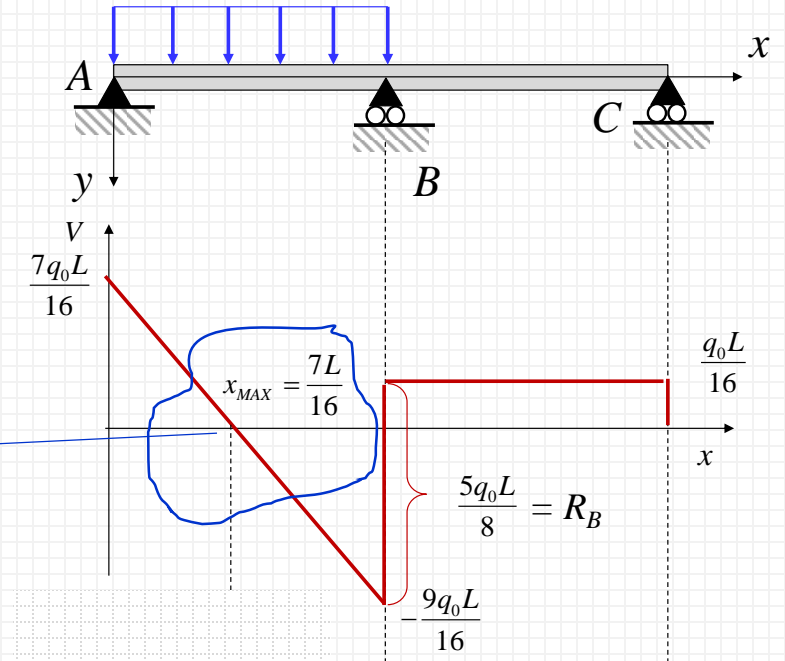 x
A
C
y
B
V
7q₀L/16
x_MAX = 7L/16
q₀L/16
x
5q₀L/8 = R_B
-9q₀L/16